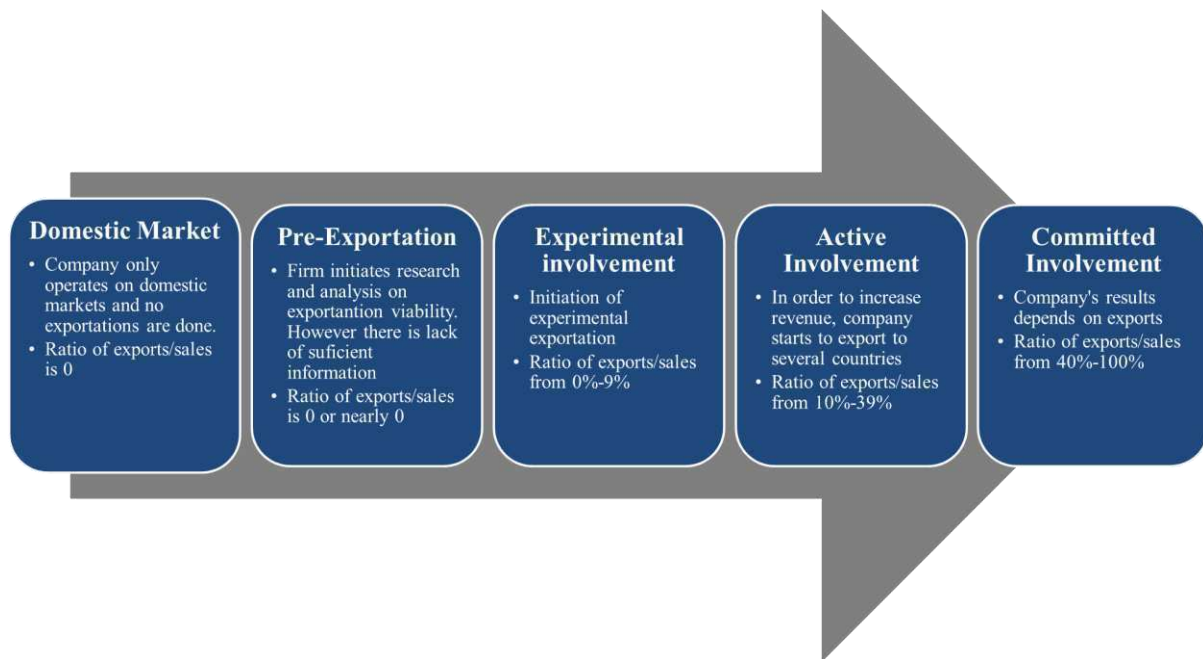 Domestic Market
• Company only
operates on domestic
markets and no
exportations are done.
• Ratio of exports/sales
is 0
Pre-Exportation
• Firm initiates research
and analysis on
exportantion viability.
However there is lack
of suficient
information
• Ratio of exports/sales
is 0 or nearly 0
Experimental
involvement
• Initiation of
experimental
exportation
• Ratio of exports/sales
from 0%-9%
Active
Involvement
• In order to increase
revenue, company
starts to export to
several countries
• Ratio of exports/sales
from 10%-39%
Committed
Involvement
• Company's results
depends on exports
• Ratio of exports/sales
from 40%-100%